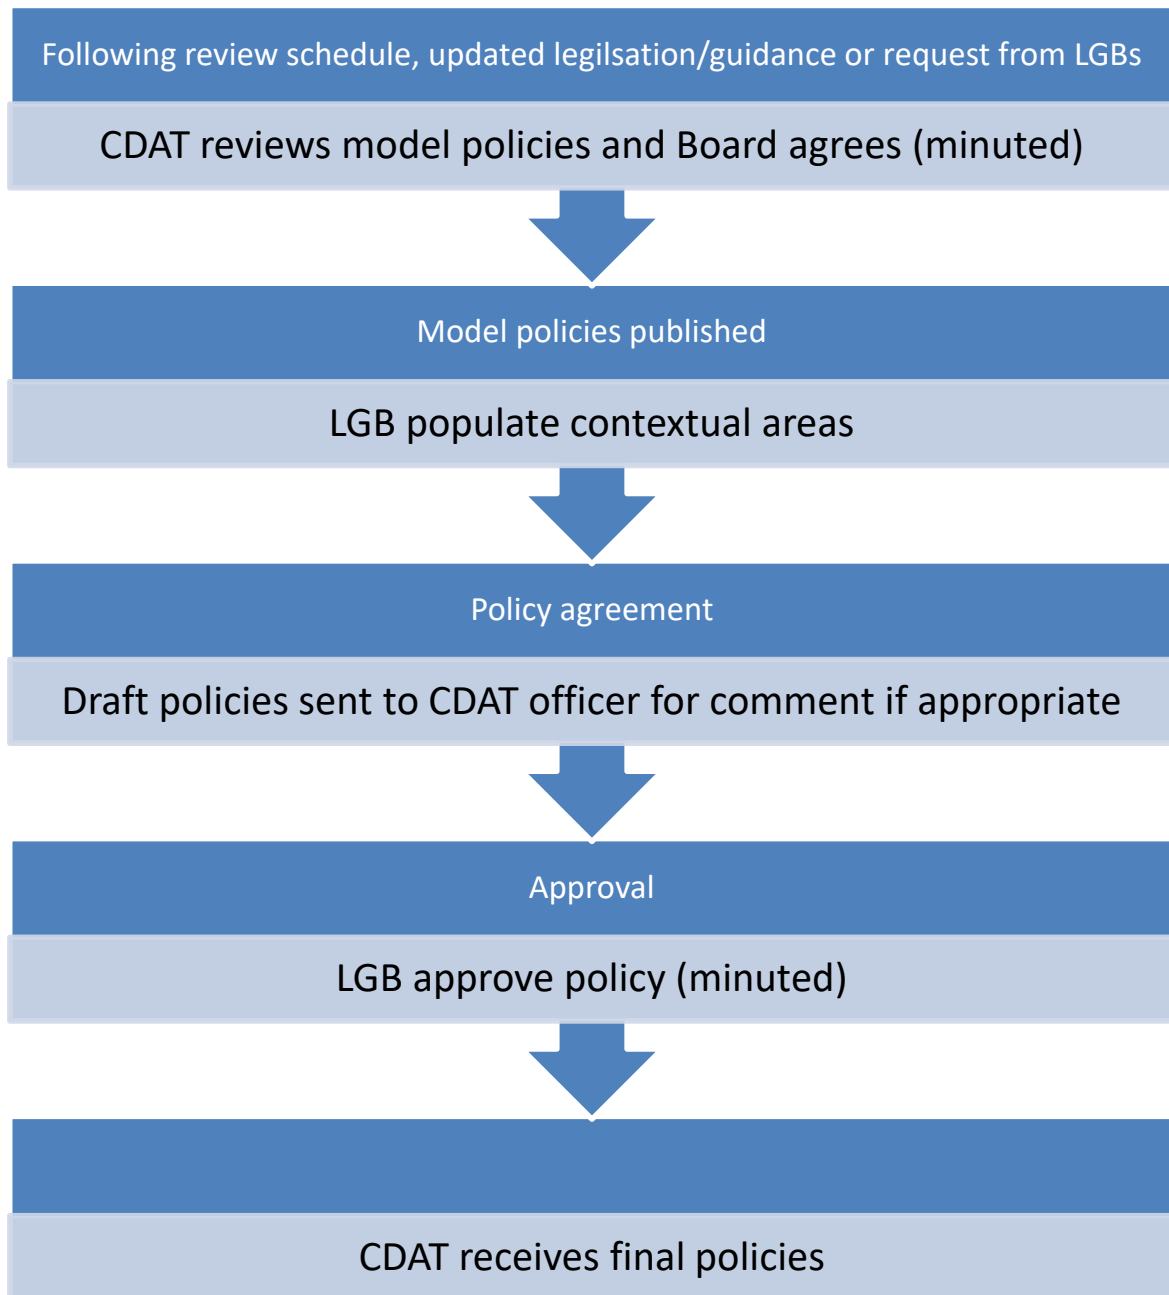 Following review schedule, updated legilsation/guidance or request from LGBs
CDAT reviews model policies and Board agrees (minuted)
Model policies published
LGB populate contextual areas
Policy agreement
Draft policies sent to CDAT officer for comment if appropriate
Approval
LGB approve policy (minuted)
CDAT receives final policies